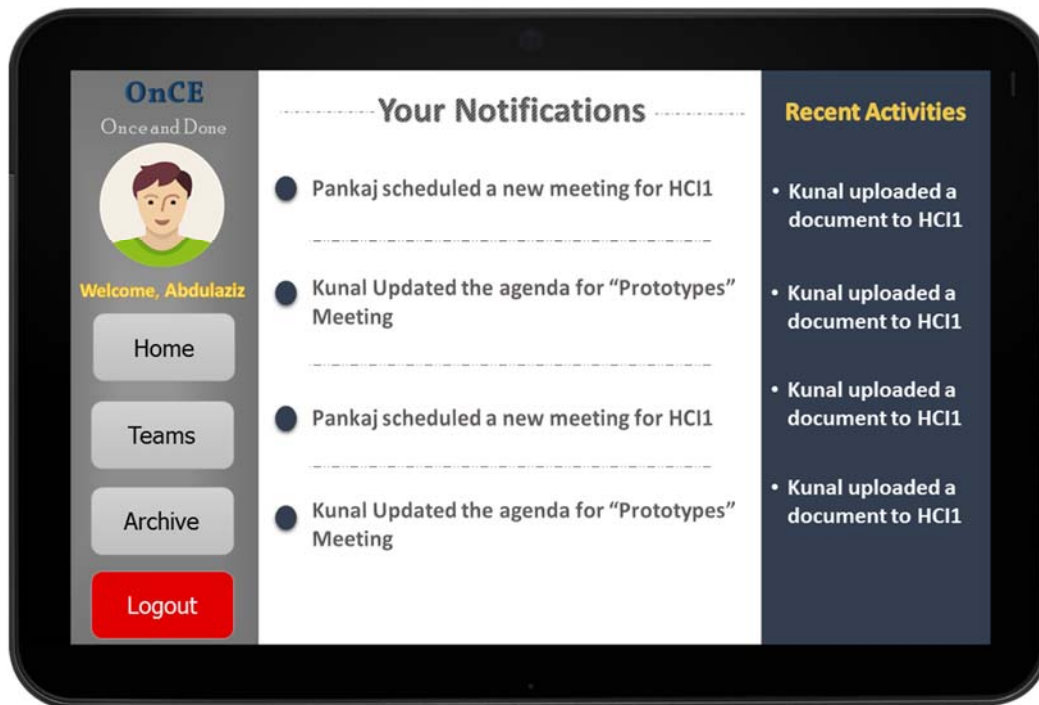 OnCE
Once and Done
Welcome, Abdulaziz
Home
Teams
Archive
Logout
Your Notifications
Pankaj scheduled a new meeting for HCI1
Kunal Updated the agenda for “Prototypes”
Meeting
Pankaj scheduled a new meeting for HCI1
Kunal Updated the agenda for “Prototypes”
Meeting
Recent Activities
• Kunal uploaded a
document to HCI1
• Kunal uploaded a
document to HCI1
• Kunal uploaded a
document to HCI1
• Kunal uploaded a
document to HCI1